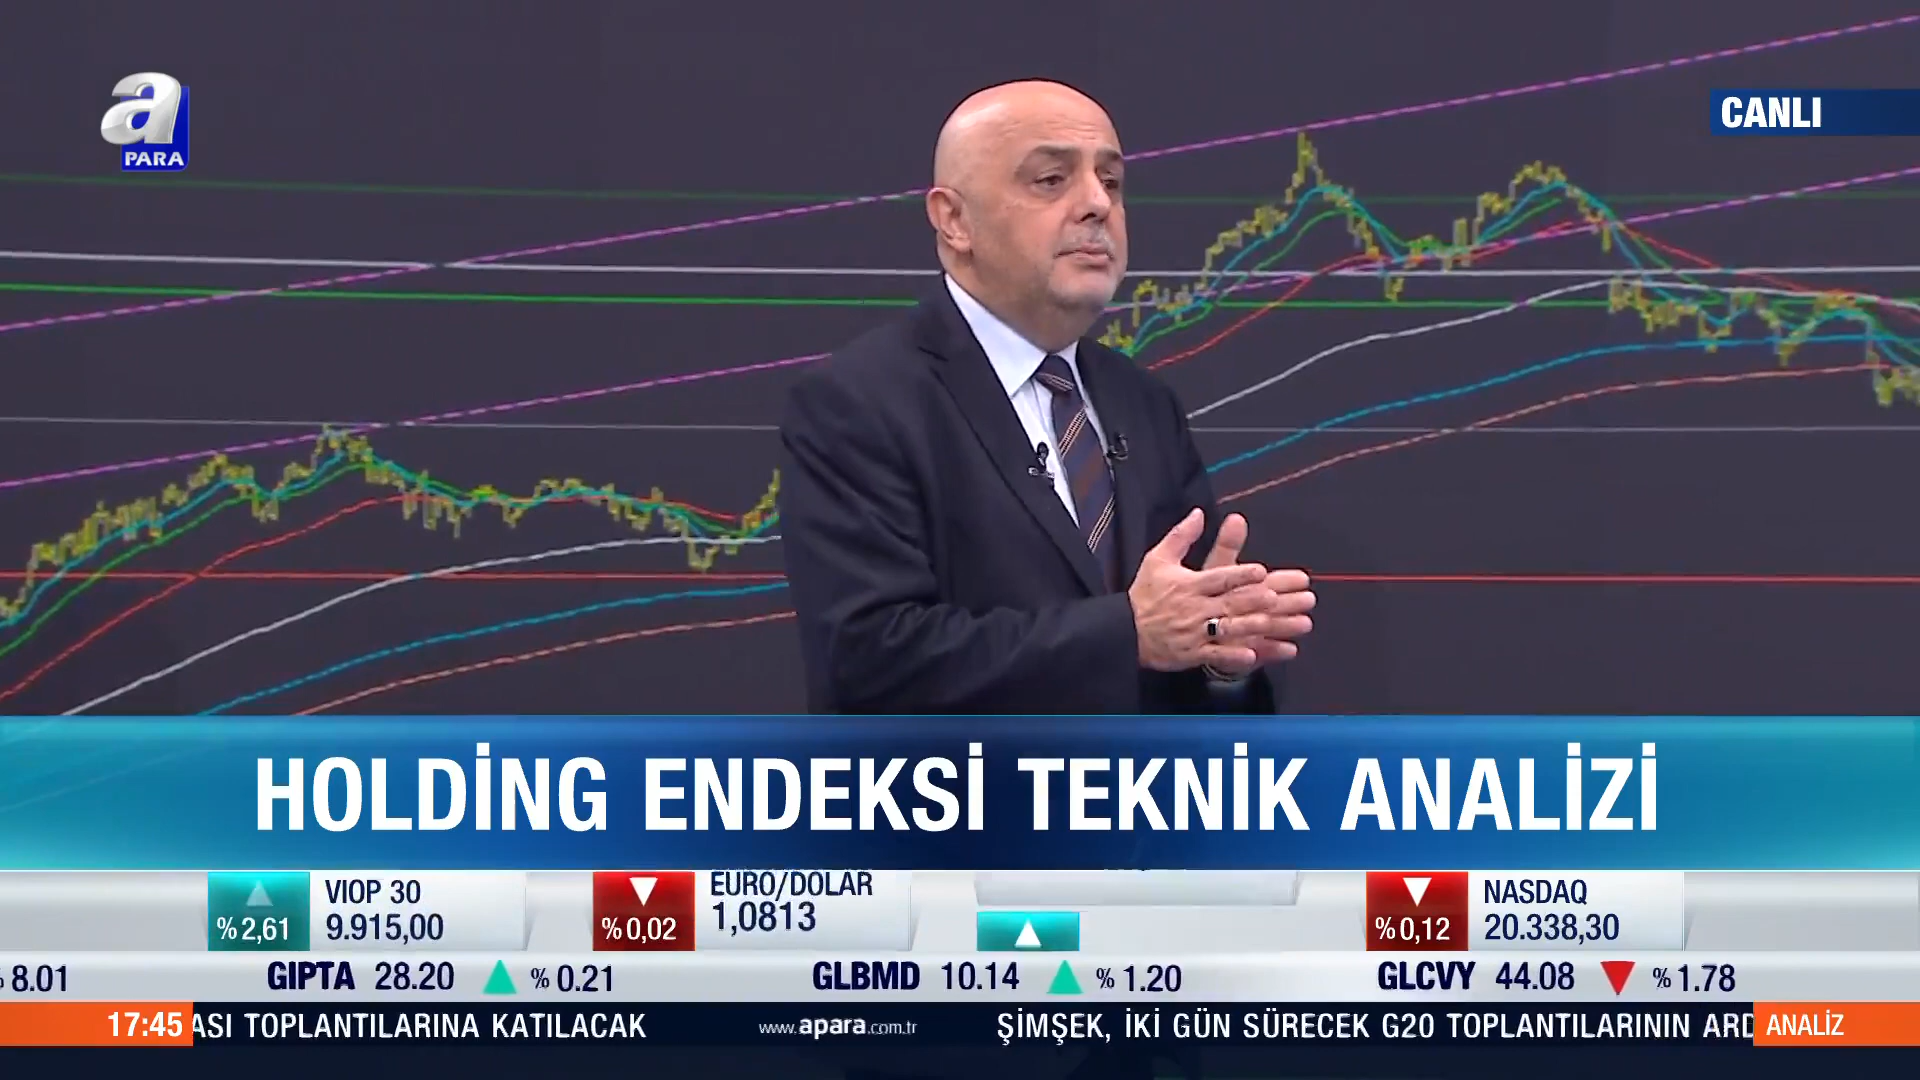 a
PARA
CANLI
HOLDİNG ENDEKSİ TEKNİK ANALİZİ
%2,61
VIOP 30
9.915,00
%0,02
EURO/DOLAR
1,0813
%0,12
NASDAQ
20.338,30
8.01 GIPTA 28.20 % 0.21 GLBMD 10.14 % 1.20 GLCVY 44.08 % 1.78
17:45 ASI TOPLANTILARINA KATILACAK www.apara.com.tr ŞİMŞEK, İKİ GÜN SÜRECEK G20 TOPLANTILARININ ARD ANALİZ